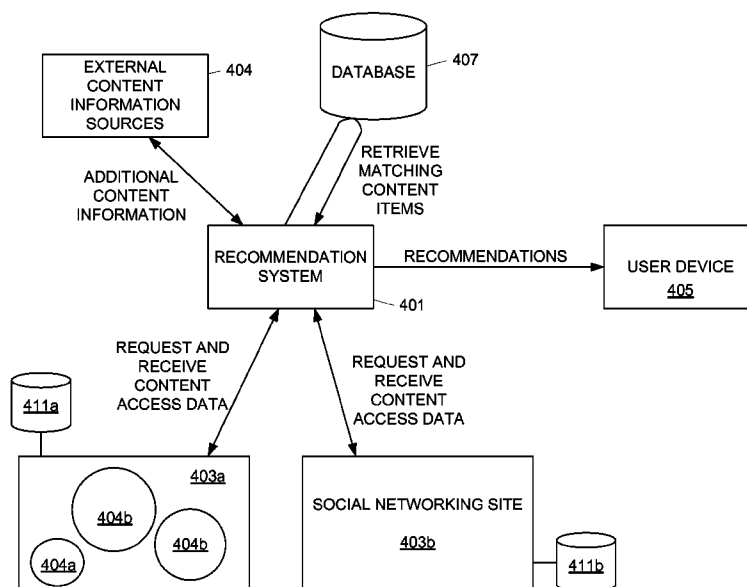 EXTERNAL
CONTENT
INFORMATION
SOURCES
404
DATABASE
407
ADDITIONAL
CONTENT
INFORMATION
RETRIEVE
MATCHING
CONTENT
ITEMS
RECOMMENDATION
SYSTEM
401
RECOMMENDATIONS
USER DEVICE
405
REQUEST AND
RECEIVE
CONTENT
ACCESS DATA
REQUEST AND
RECEIVE
CONTENT
ACCESS DATA
411a
403a
404b
404b
404a
SOCIAL NETWORKING SITE
403b
411b